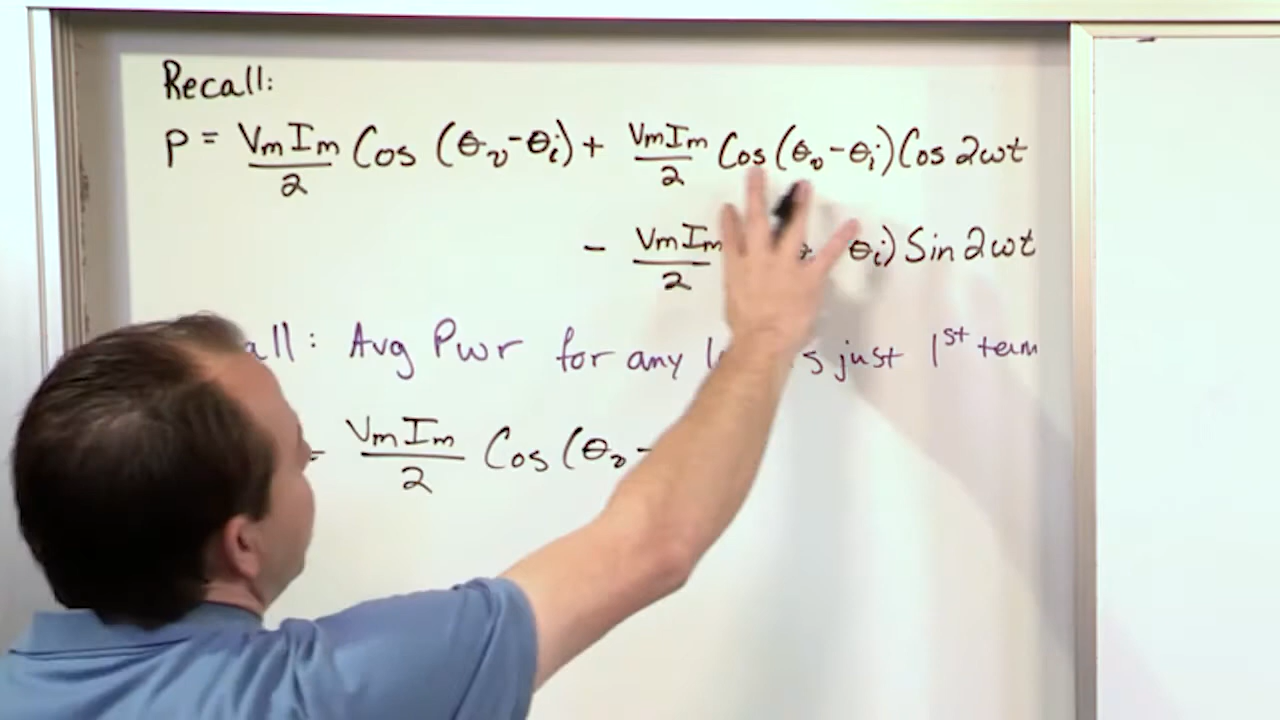 Recall:
P = VmIm/2 Cos (θv-θi) + VmIm/2 Cos(θv-θi) Cos 2ωt
- VmIm/2 θi) Sin 2ωt
all: Avg Pwr for any just 1st term
= VmIm/2 Cos (θv-